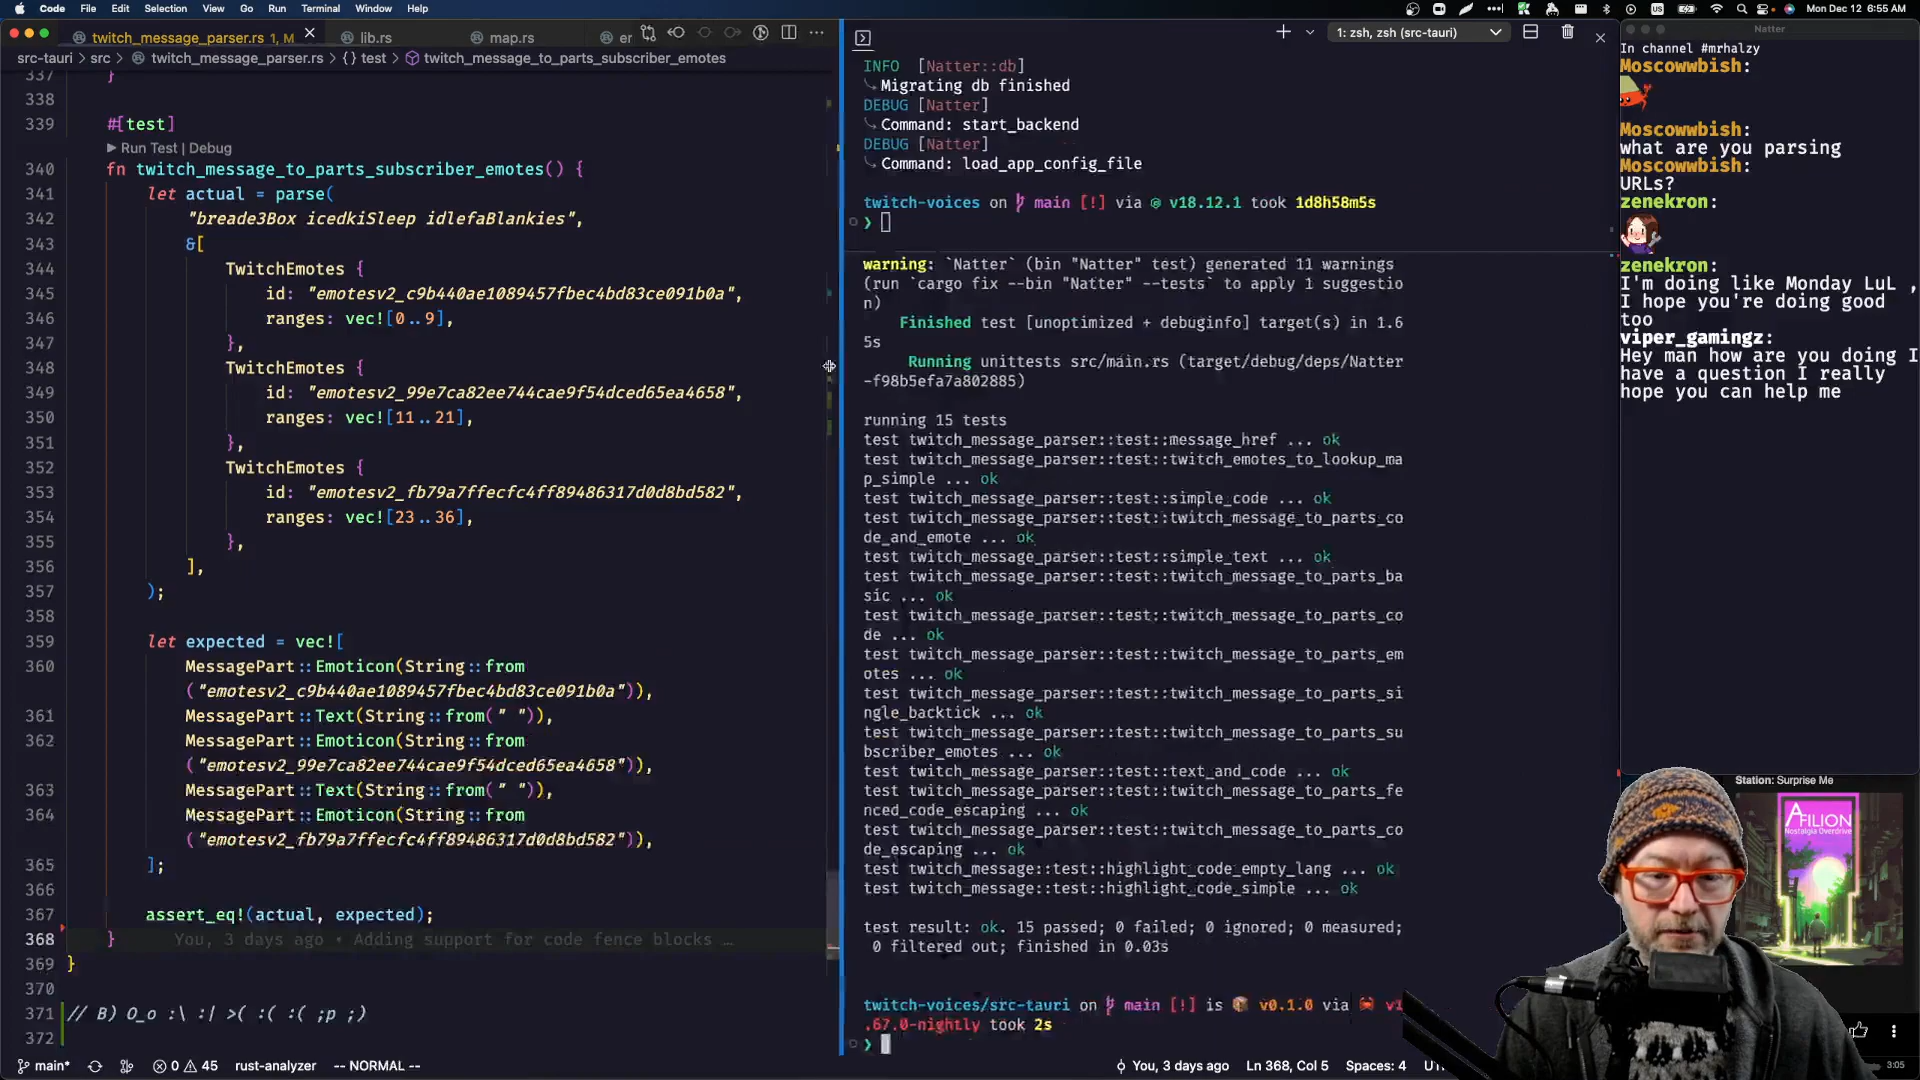 Code File Edit Selection View Go Run Terminal Window Help
Mon Dec 12 6:55 AM
twitch_message_parser.rs 1, M
lib.rs
map.rs
er
src-tauri > src > twitch_message_parser.rs > {} test > twitch_message_to_parts_subscriber_emotes
337 }
338
339 #[test]
▶ Run Test | Debug
340 fn twitch_message_to_parts_subscriber_emotes() {
341 let actual = parse(
342 "breade3Box icedkiSleep idlefaBlankies",
343 &[
344 TwitchEmotes {
345 id: "emotesv2_c9b440ae1089457fbec4bd83ce091b0a",
346 ranges: vec![0..9],
347 },
348 TwitchEmotes {
349 id: "emotesv2_99e7ca82ee744cae9f54dced65ea4658",
350 ranges: vec![11..21],
351 },
352 TwitchEmotes {
353 id: "emotesv2_fb79a7ffecfc4ff89486317d0d8bd582",
354 ranges: vec![23..36],
355 },
356 ],
357 );
358
359 let expected = vec![
360 MessagePart::Emoticon(String::from
("emotesv2_c9b440ae1089457fbec4bd83ce091b0a")),
361 MessagePart::Text(String::from(" ")),
362 MessagePart::Emoticon(String::from
("emotesv2_99e7ca82ee744cae9f54dced65ea4658")),
363 MessagePart::Text(String::from(" ")),
364 MessagePart::Emoticon(String::from
("emotesv2_fb79a7ffecfc4ff89486317d0d8bd582")),
365 ];
366
367 assert_eq!(actual, expected);
368 } You, 3 days ago • Adding support for code fence blocks …
369 }
370
371 // B) O_o :\ :| >( :( :( ;p ;)
372
main* 0 45 rust-analyzer -- NORMAL -- You, 3 days ago Ln 368, Col 5 Spaces: 4
1: zsh, zsh (src-tauri)
INFO [Natter::db]
Migrating db finished
DEBUG [Natter]
Command: start_backend
DEBUG [Natter]
Command: load_app_config_file
twitch-voices on main [!] via v18.12.1 took 1d8h58m5s
❯
warning: `Natter` (bin "Natter" test) generated 11 warnings
(run `cargo fix --bin "Natter" --tests` to apply 1 suggestio
n)
Finished test [unoptimized + debuginfo] target(s) in 1.6
5s
Running unittests src/main.rs (target/debug/deps/Natter
-f98b5efa7a802885)
running 15 tests
test twitch_message_parser::test::message_href ... ok
test twitch_message_parser::test::twitch_emotes_to_lookup_ma
p_simple ... ok
test twitch_message_parser::test::simple_code ... ok
test twitch_message_parser::test::twitch_message_to_parts_co
de_and_emote ... ok
test twitch_message_parser::test::simple_text ... ok
test twitch_message_parser::test::twitch_message_to_parts_ba
sic ... ok
test twitch_message_parser::test::twitch_message_to_parts_co
de ... ok
test twitch_message_parser::test::twitch_message_to_parts_em
otes ... ok
test twitch_message_parser::test::twitch_message_to_parts_si
ngle_backtick ... ok
test twitch_message_parser::test::twitch_message_to_parts_su
bscriber_emotes ... ok
test twitch_message_parser::test::text_and_code ... ok
test twitch_message_parser::test::twitch_message_to_parts_fe
nced_code_escaping ... ok
test twitch_message_parser::test::twitch_message_to_parts_co
de_escaping ... ok
test twitch_message::test::highlight_code_empty_lang ... ok
test twitch_message::test::highlight_code_simple ... ok
test result: ok. 15 passed; 0 failed; 0 ignored; 0 measured;
0 filtered out; finished in 0.03s
twitch-voices/src-tauri on main [!] is v0.1.0 via v1
.67.0-nightly took 2s
❯
Natter
In channel #mrhalzy
Moscowwbish:
Moscowwbish:
what are you parsing
Moscowwbish:
URLs?
zenekron:
zenekron:
I'm doing like Monday LuL ,
I hope you're doing good
too
viper_gamingz:
Hey man how are you doing I
have a question I really
hope you can help me
Station: Surprise Me
AFILION
Nostalgia Overdrive
3:05